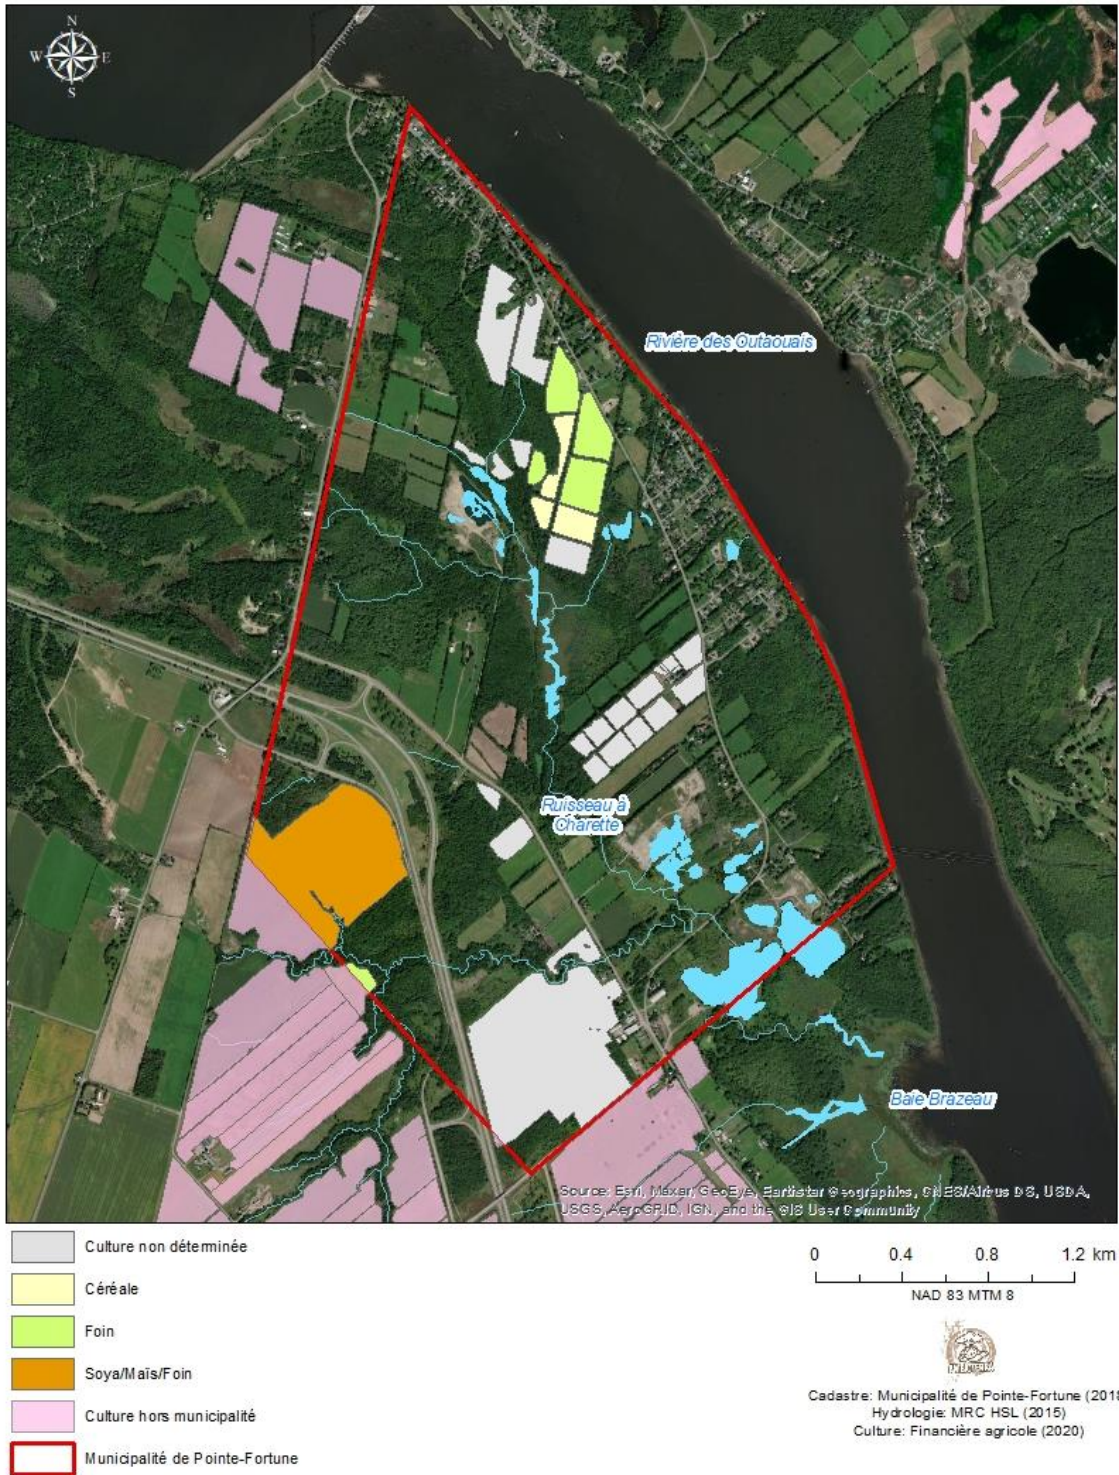 N
W E
S
Rivière des Outaouais
Ruisseau à
Charette
Baie Brazeau
Source: Esri, Maxar, GeoEye, Earthstar Geographics, CNES/Airbus DS, USDA,
USGS, AeroGRID, IGN, and the GIS User Community
Culture non déterminée
Céréale
Foin
Soya/Maïs/Foin
Culture hors municipalité
Municipalité de Pointe-Fortune
0 0.4 0.8 1.2 km
NAD 83 MTM 8
Cadastre: Municipalité de Pointe-Fortune (2018
Hydrologie: MRC HSL (2015)
Culture: Financière agricole (2020)